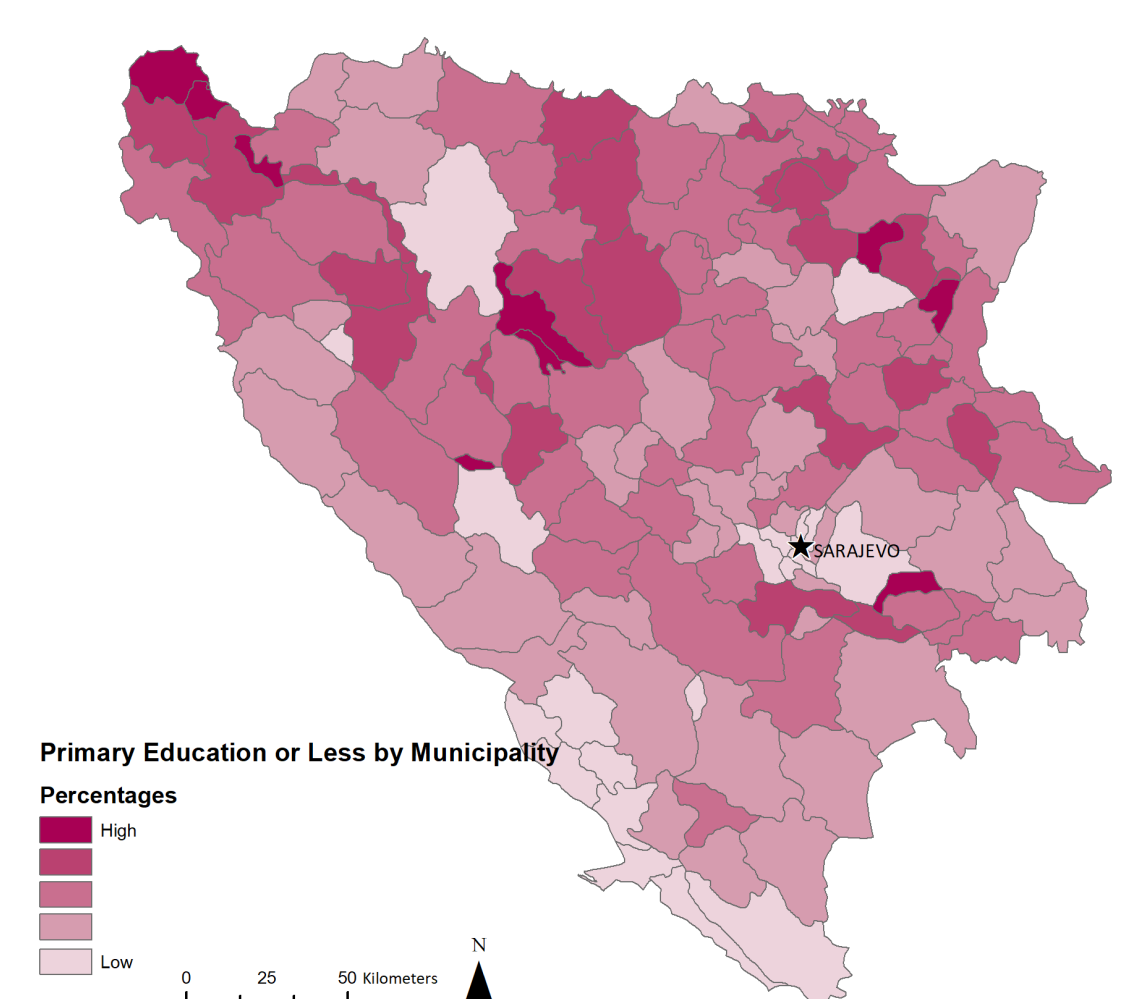 SARAJEVO
Primary Education or Less by Municipality
Percentages
High
Low
N
0 25 50 Kilometers